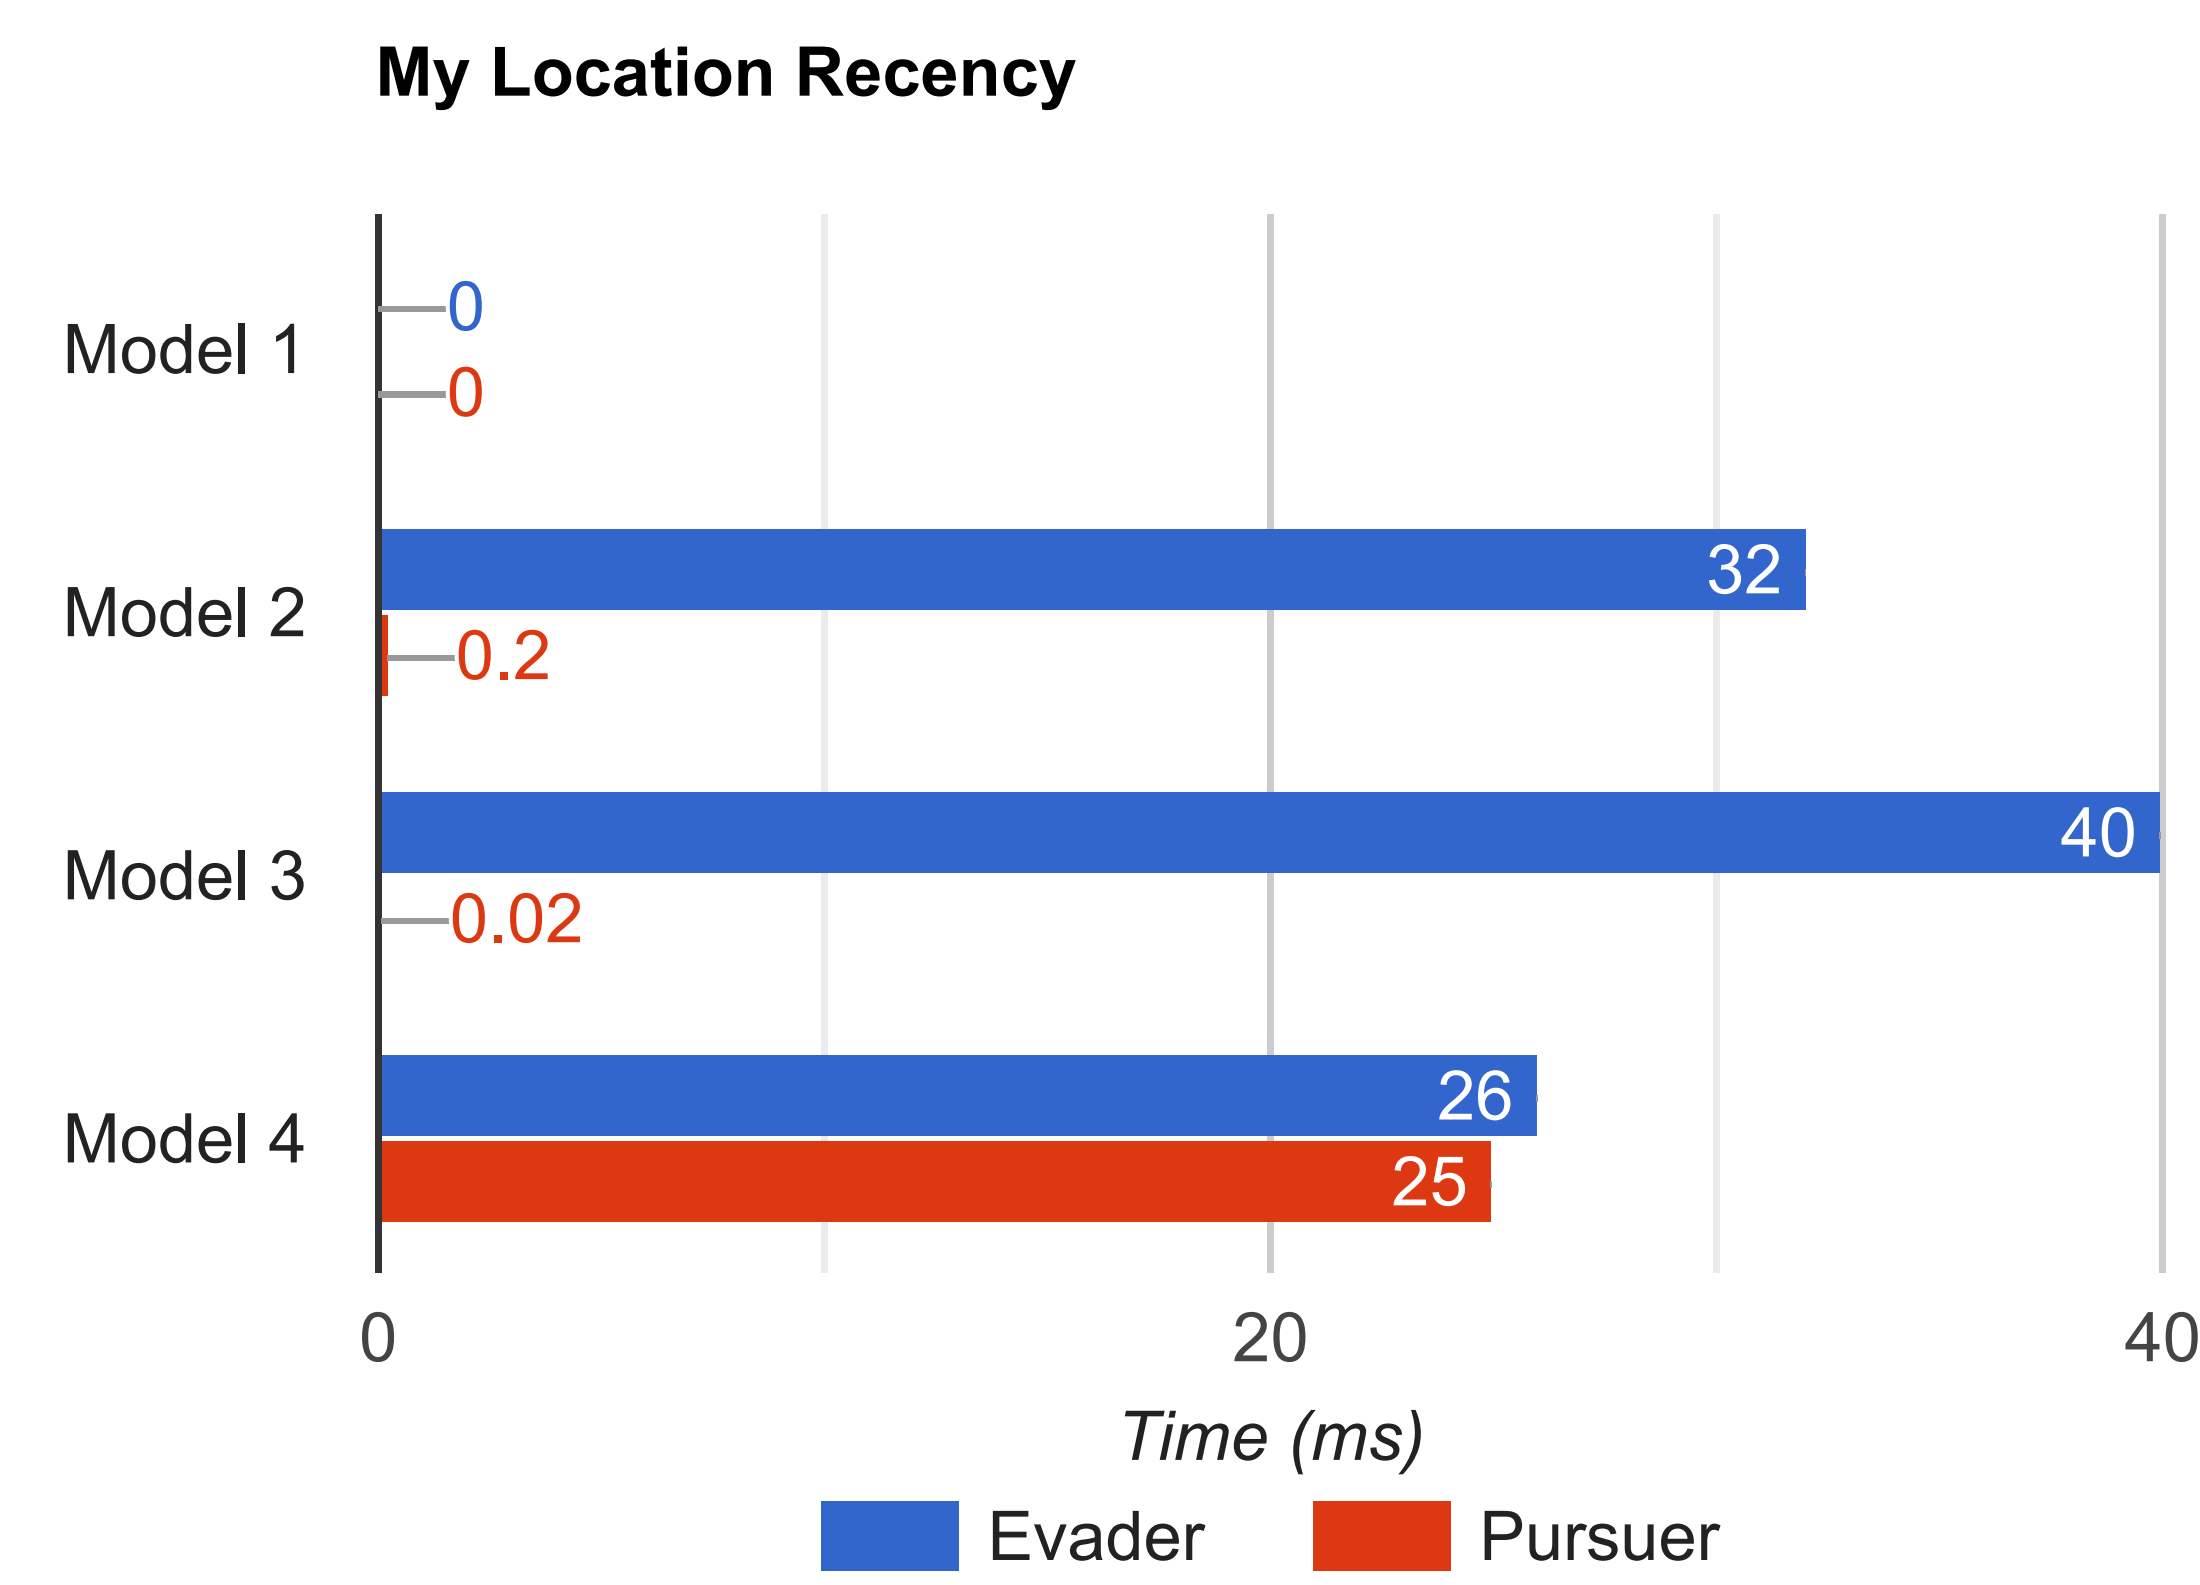 My Location Recency
Model 1
0
0
Model 2
32
0.2
Model 3
40
0.02
Model 4
26
25
0 20 40
Time (ms)
Evader Pursuer